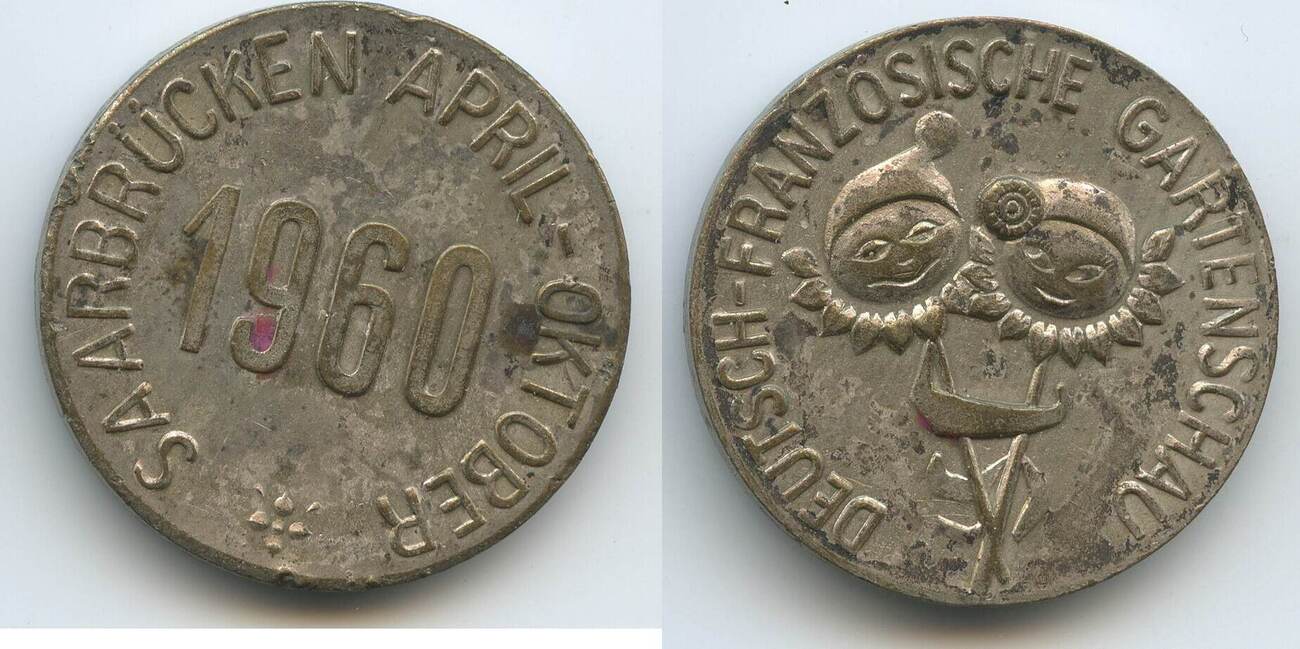 SAARBRÜCKEN APRIL - OKTOBER
1960
DEUTSCH-FRANZÖSISCHE GARTENSCHAU